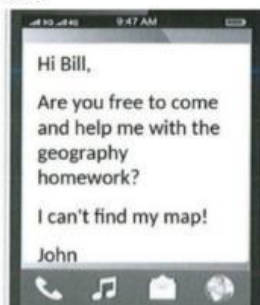 9:47 AM
Hi Bill,
Are you free to come
and help me with the
geography
homework?
I can't find my map!
John